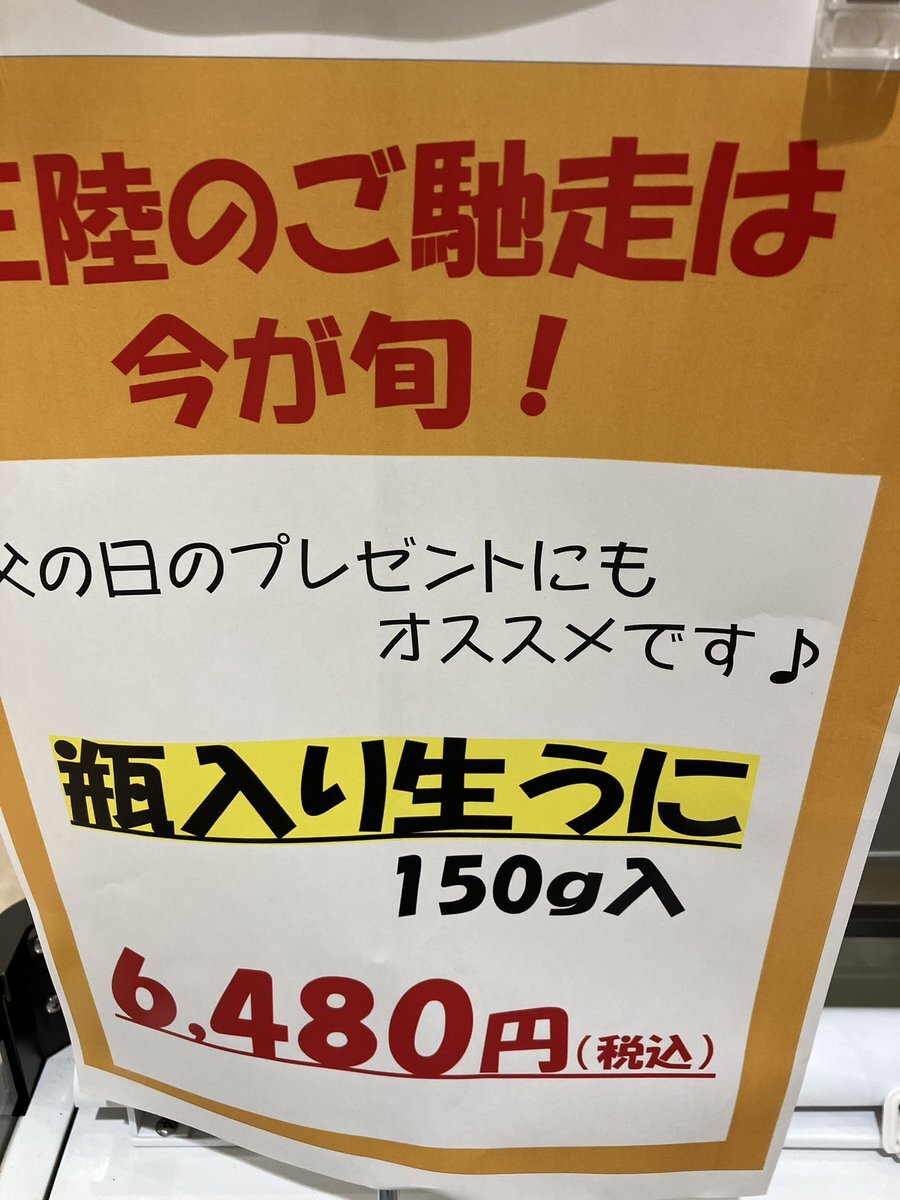 三陸のご馳走は
今が旬！
父の日のプレゼントにも
オススメです♪
瓶入り生うに
150g入
6,480円（税込）